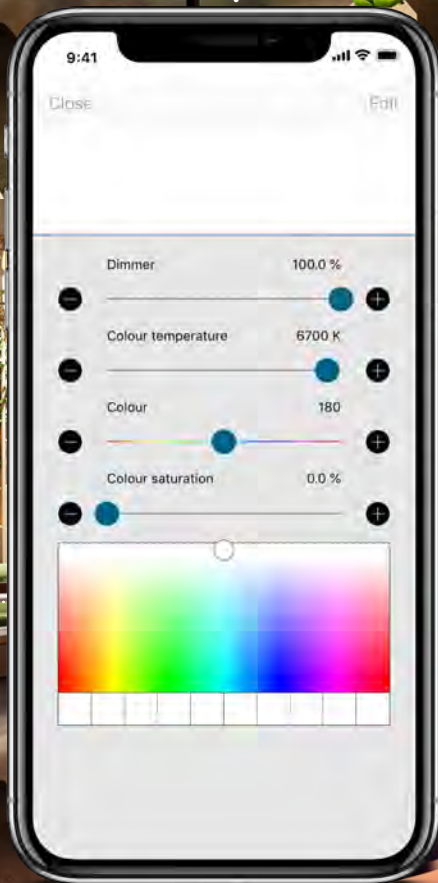 9:41
Close Edit
Dimmer 100.0 %
Colour temperature 6700 K
Colour 180
Colour saturation 0.0 %